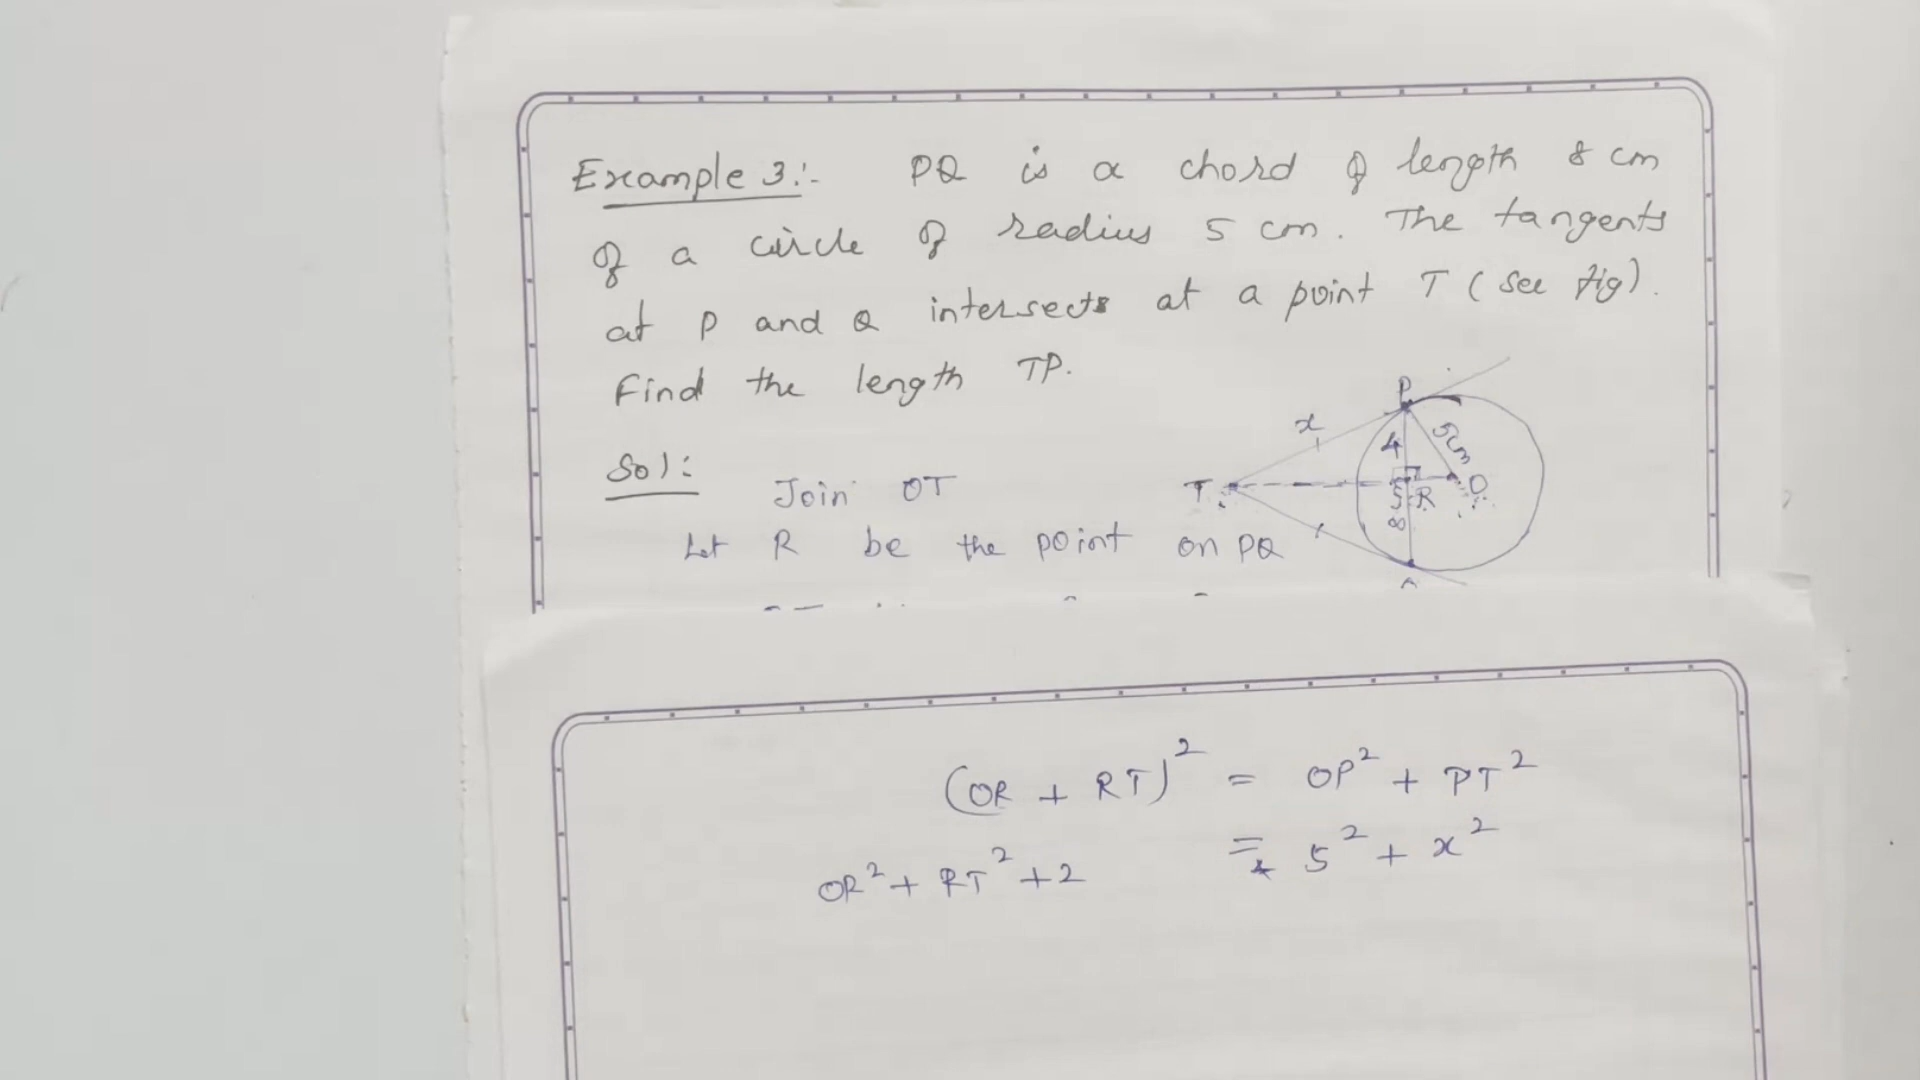 Example 3:- PQ is a chord of length 8 cm
of a circle of radius 5 cm. The tangents
at P and Q intersects at a point T (see fig).
Find the length TP.
Sol:
Join OT
Let R be the point on PQ
P
x
4
5cm
T
R
O
8
(OR + RT)² = OP² + PT²
OR² + RT² + 2 = 5² + x²